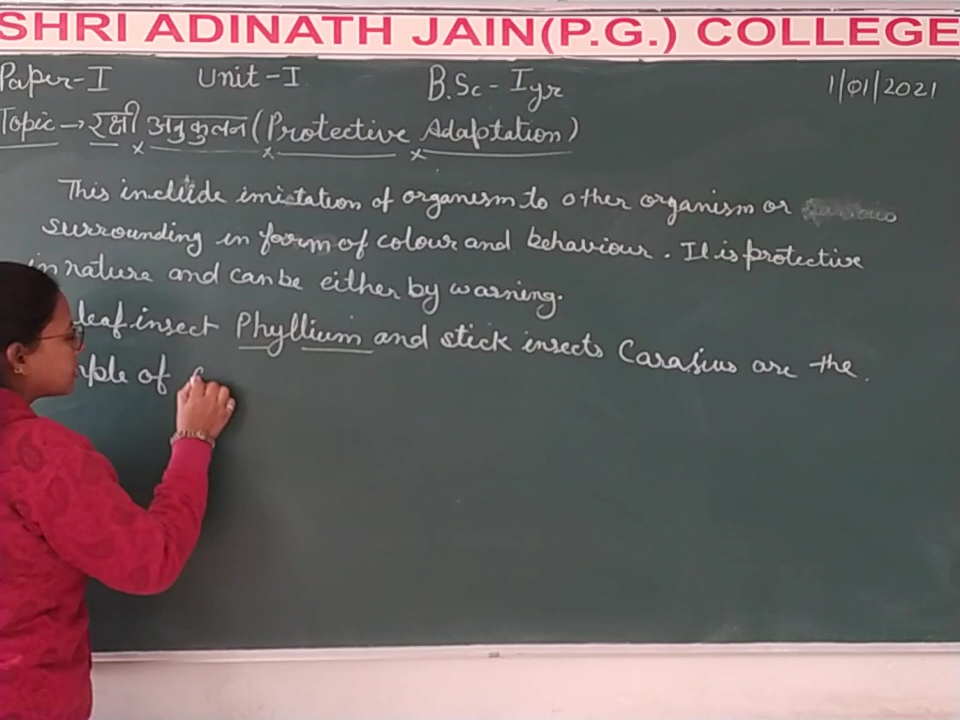 SHRI ADINATH JAIN(P.G.) COLLEGE
Paper-I Unit-I B.Sc-Iyr 1/01/2021
Topic → रक्षी अनुकुलन (Protective Adaptation)
This include imitation of organism to other organism or
surrounding in form of colour and behaviour. It is protective
in nature and can be either by warning.
leaf insect Phyllium and stick insects Carasius are the
ple of